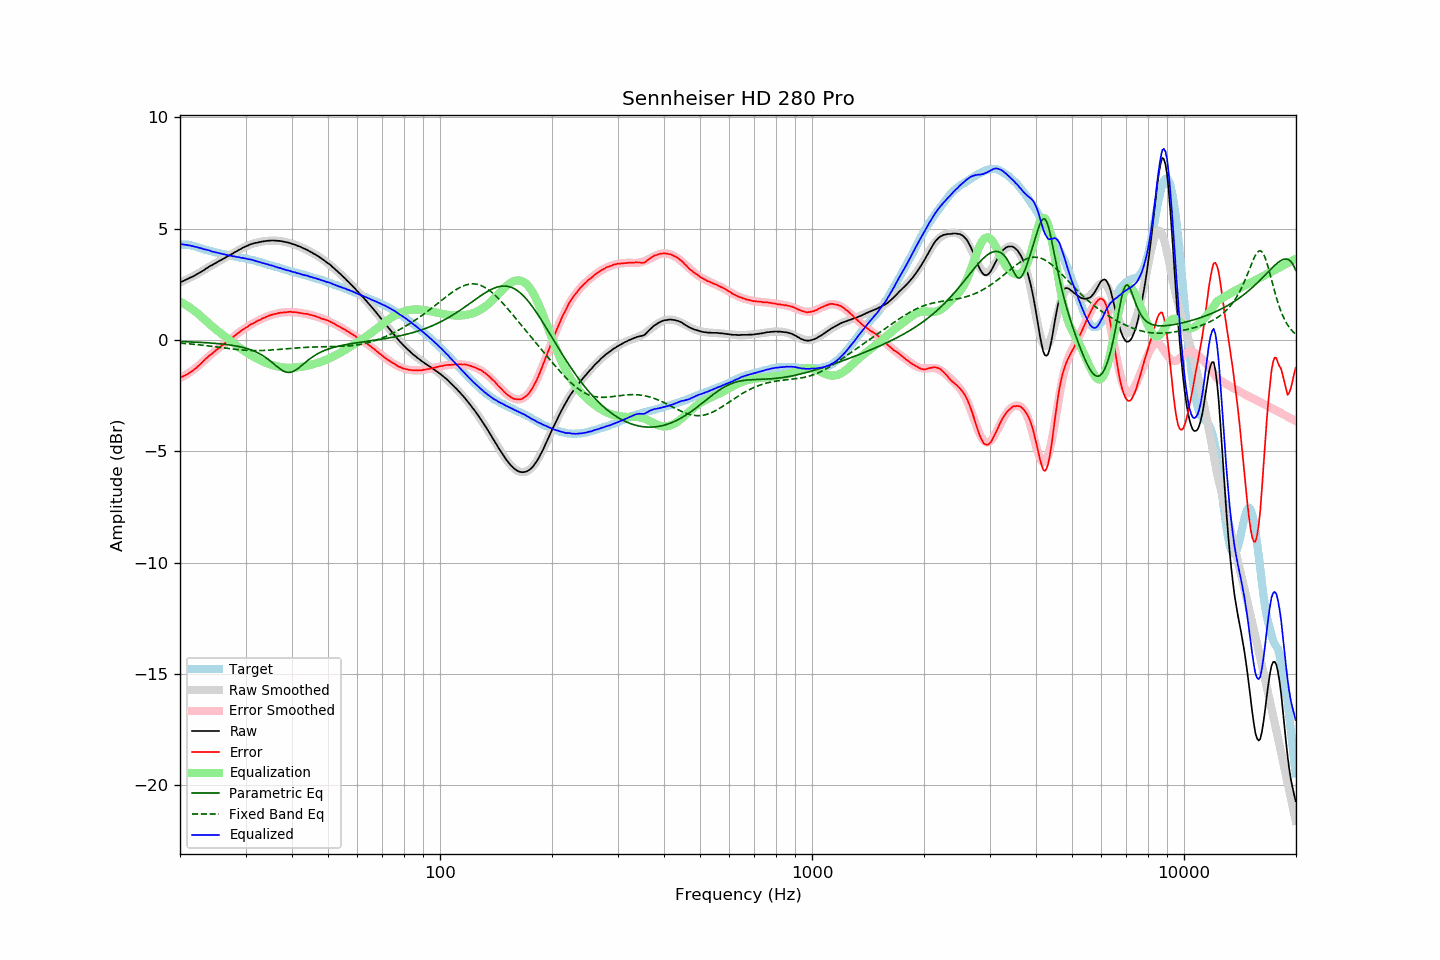 Sennheiser HD 280 Pro
10
5
0
−5
−10
−15
−20
Amplitude (dBr)
Target
Raw Smoothed
Error Smoothed
Raw
Error
Equalization
Parametric Eq
Fixed Band Eq
Equalized
100
1000
10000
Frequency (Hz)